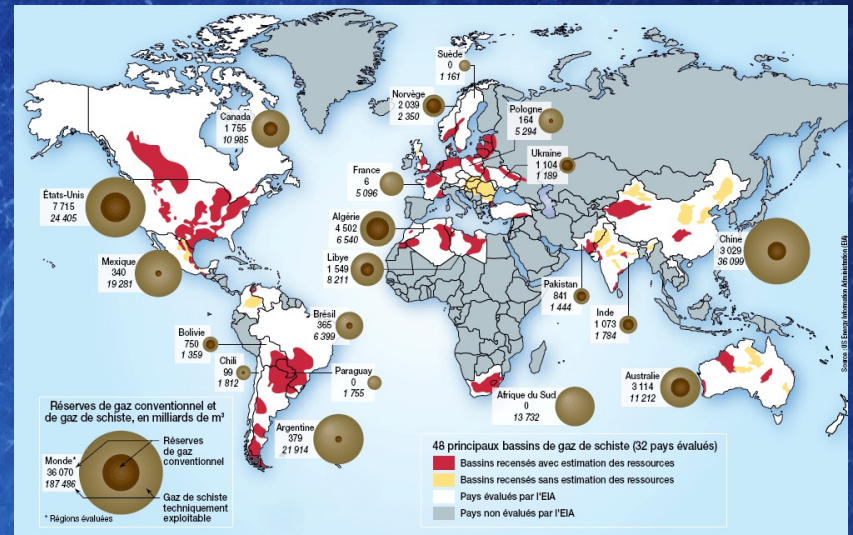 Suède
0
1 161
Norvège
2 039
2 350
Pologne
164
5 294
Canada
1 755
10 985
Ukraine
1 104
1 189
France
6
5 096
États-Unis
7 715
24 405
Algérie
4 502
6 540
Chine
3 029
36 099
Libye
1 549
8 211
Mexique
340
19 281
Pakistan
841
1 444
Inde
1 073
1 784
Brésil
365
6 399
Bolivie
750
1 359
Chili
99
1 812
Paraguay
0
1 755
Australie
3 114
11 212
Afrique du Sud
0
13 732
Argentine
379
21 914
Réserves de gaz conventionnel et
de gaz de schiste, en milliards de m³
Monde*
36 070
187 486
Réserves
de gaz
conventionnel
Gaz de schiste
techniquement
exploitable
* Régions évaluées
48 principaux bassins de gaz de schiste (32 pays évalués)
Bassins recensés avec estimation des ressources
Bassins recensés sans estimation des ressources
Pays évalués par l'EIA
Pays non évalués par l'EIA
Source : US Energy Information Administration (EIA)